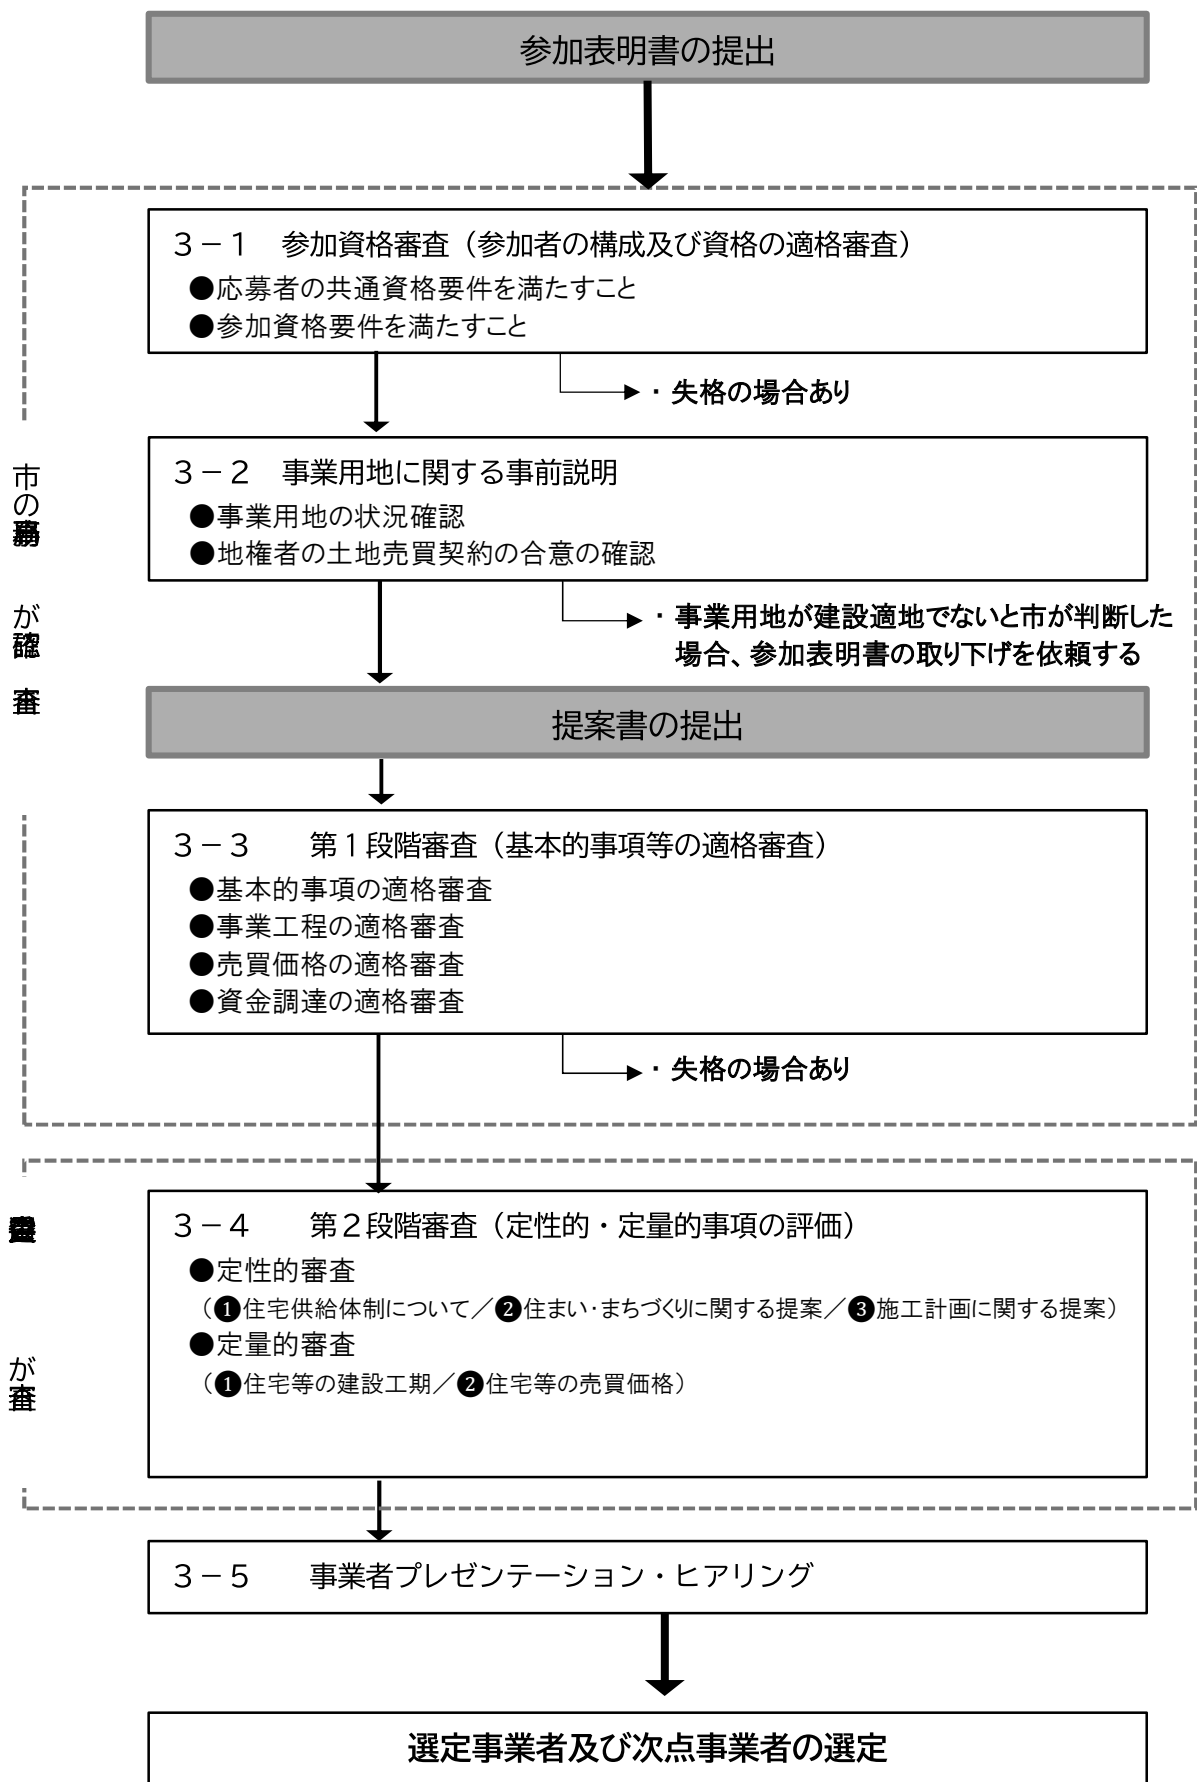 参加表明書の提出
3－1　参加資格審査（参加者の構成及び資格の適格審査）
●応募者の共通資格要件を満たすこと
●参加資格要件を満たすこと
・失格の場合あり
3－2　事業用地に関する事前説明
●事業用地の状況確認
●地権者の土地売買契約の合意の確認
・事業用地が建設適地でないと市が判断した
場合、参加表明書の取り下げを依頼する
市の
が
提案書の提出
3－3　第1段階審査（基本的事項等の適格審査）
●基本的事項の適格審査
●事業工程の適格審査
●売買価格の適格審査
●資金調達の適格審査
・失格の場合あり
3－4　第2段階審査（定性的・定量的事項の評価）
●定性的審査
（❶住宅供給体制について／❷住まい･まちづくりに関する提案／❸施工計画に関する提案）
●定量的審査
（❶住宅等の建設工期／❷住宅等の売買価格）
が
3－5　事業者プレゼンテーション・ヒアリング
選定事業者及び次点事業者の選定